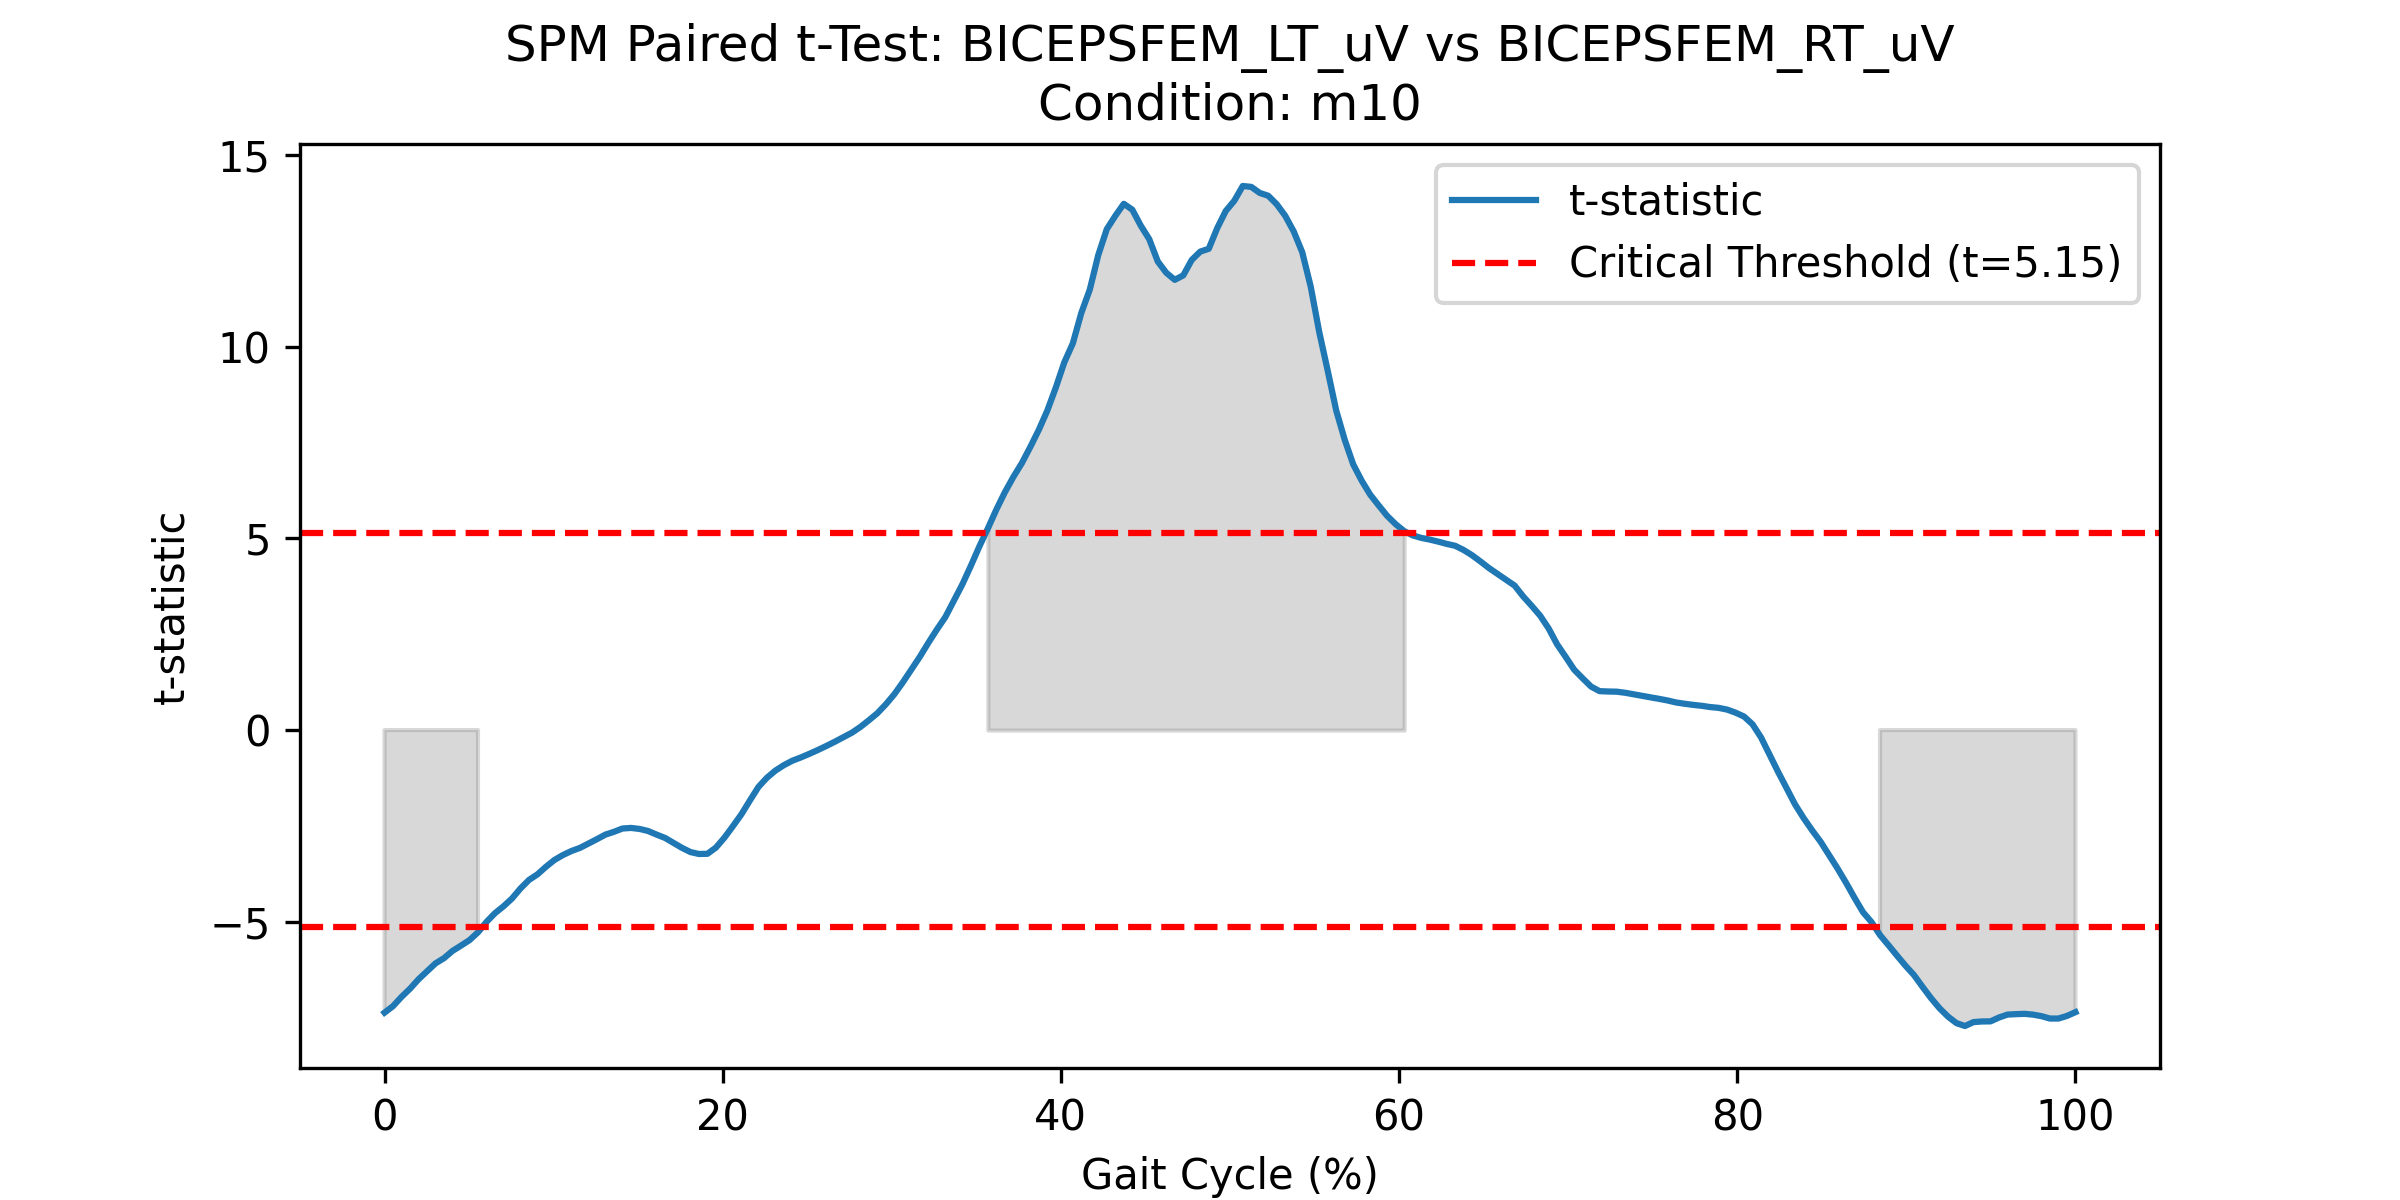 SPM Paired t-Test: BICEPSFEM_LT_uV vs BICEPSFEM_RT_uV
Condition: m10
t-statistic
Critical Threshold (t=5.15)
t-statistic
15
10
5
0
−5
0 20 40 60 80 100
Gait Cycle (%)